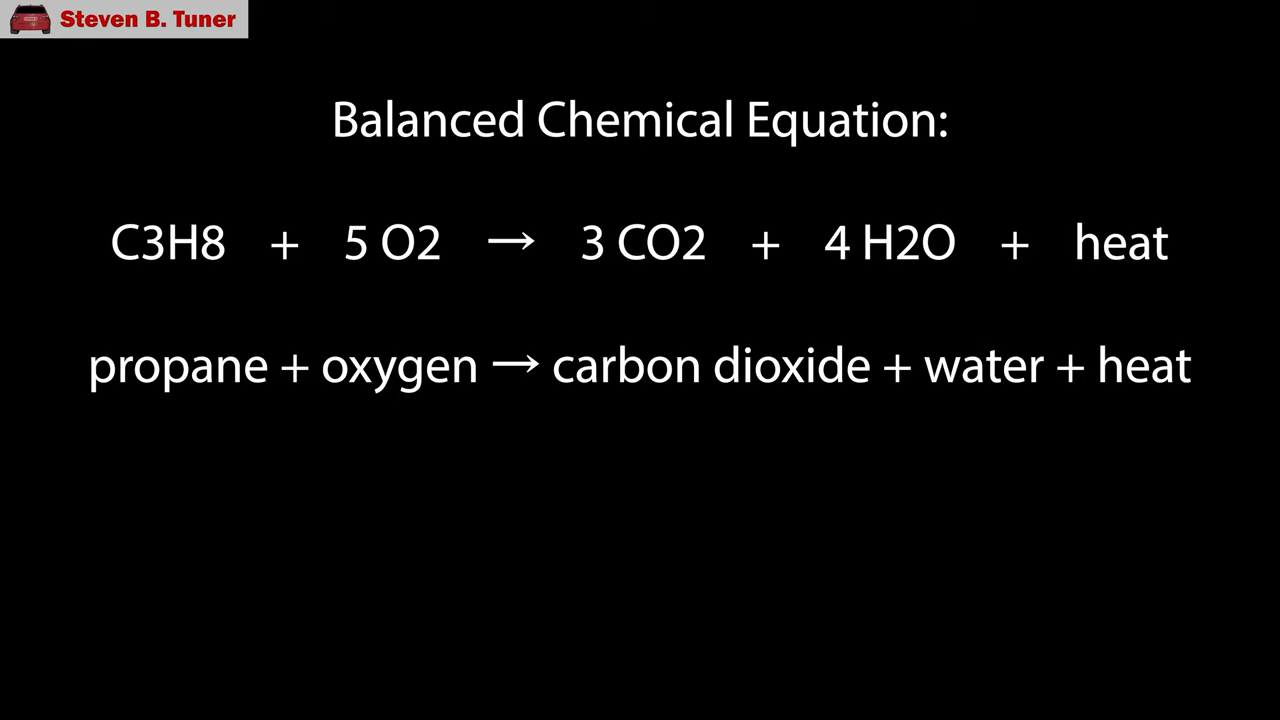 Steven B. Tuner
Balanced Chemical Equation:
C3H8 + 5 O2 → 3 CO2 + 4 H2O + heat
propane + oxygen → carbon dioxide + water + heat